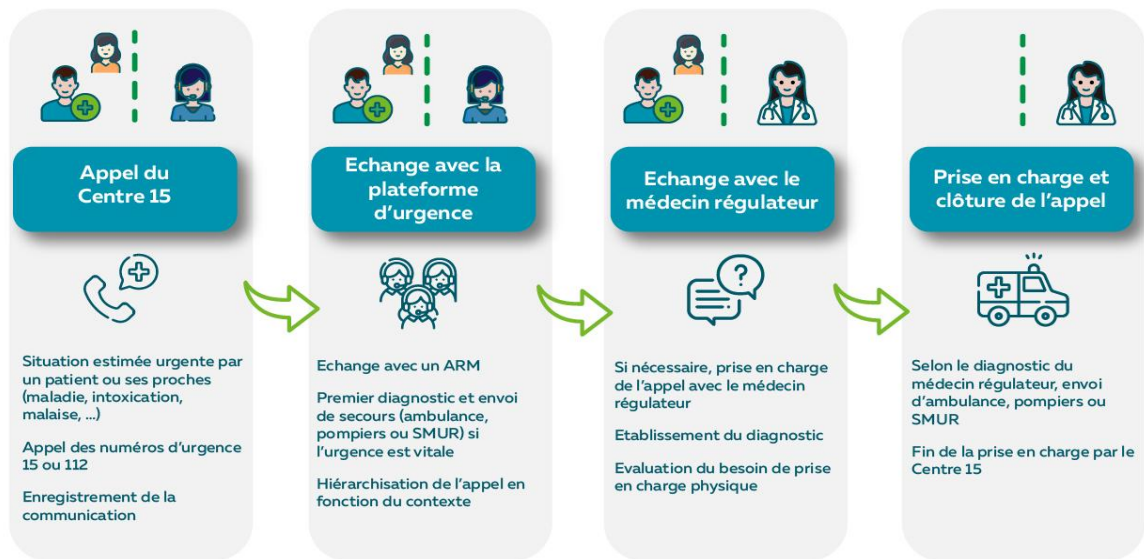 Appel du
Centre 15
Situation estimée urgente par
un patient ou ses proches
(maladie, intoxication,
malaise, ...)
Appel des numéros d'urgence
15 ou 112
Enregistrement de la
communication
Echange avec la
plateforme
d'urgence
Echange avec un ARM
Premier diagnostic et envoi
de secours (ambulance,
pompiers ou SMUR) si
l'urgence est vitale
Hiérarchisation de l'appel en
fonction du contexte
Echange avec le
médecin régulateur
?
Si nécessaire, prise en charge
de l'appel avec le médecin
régulateur
Etablissement du diagnostic
Evaluation du besoin de prise
en charge physique
Prise en charge et
clôture de l'appel
Selon le diagnostic du
médecin régulateur, envoi
d'ambulance, pompiers ou
SMUR
Fin de la prise en charge par le
Centre 15